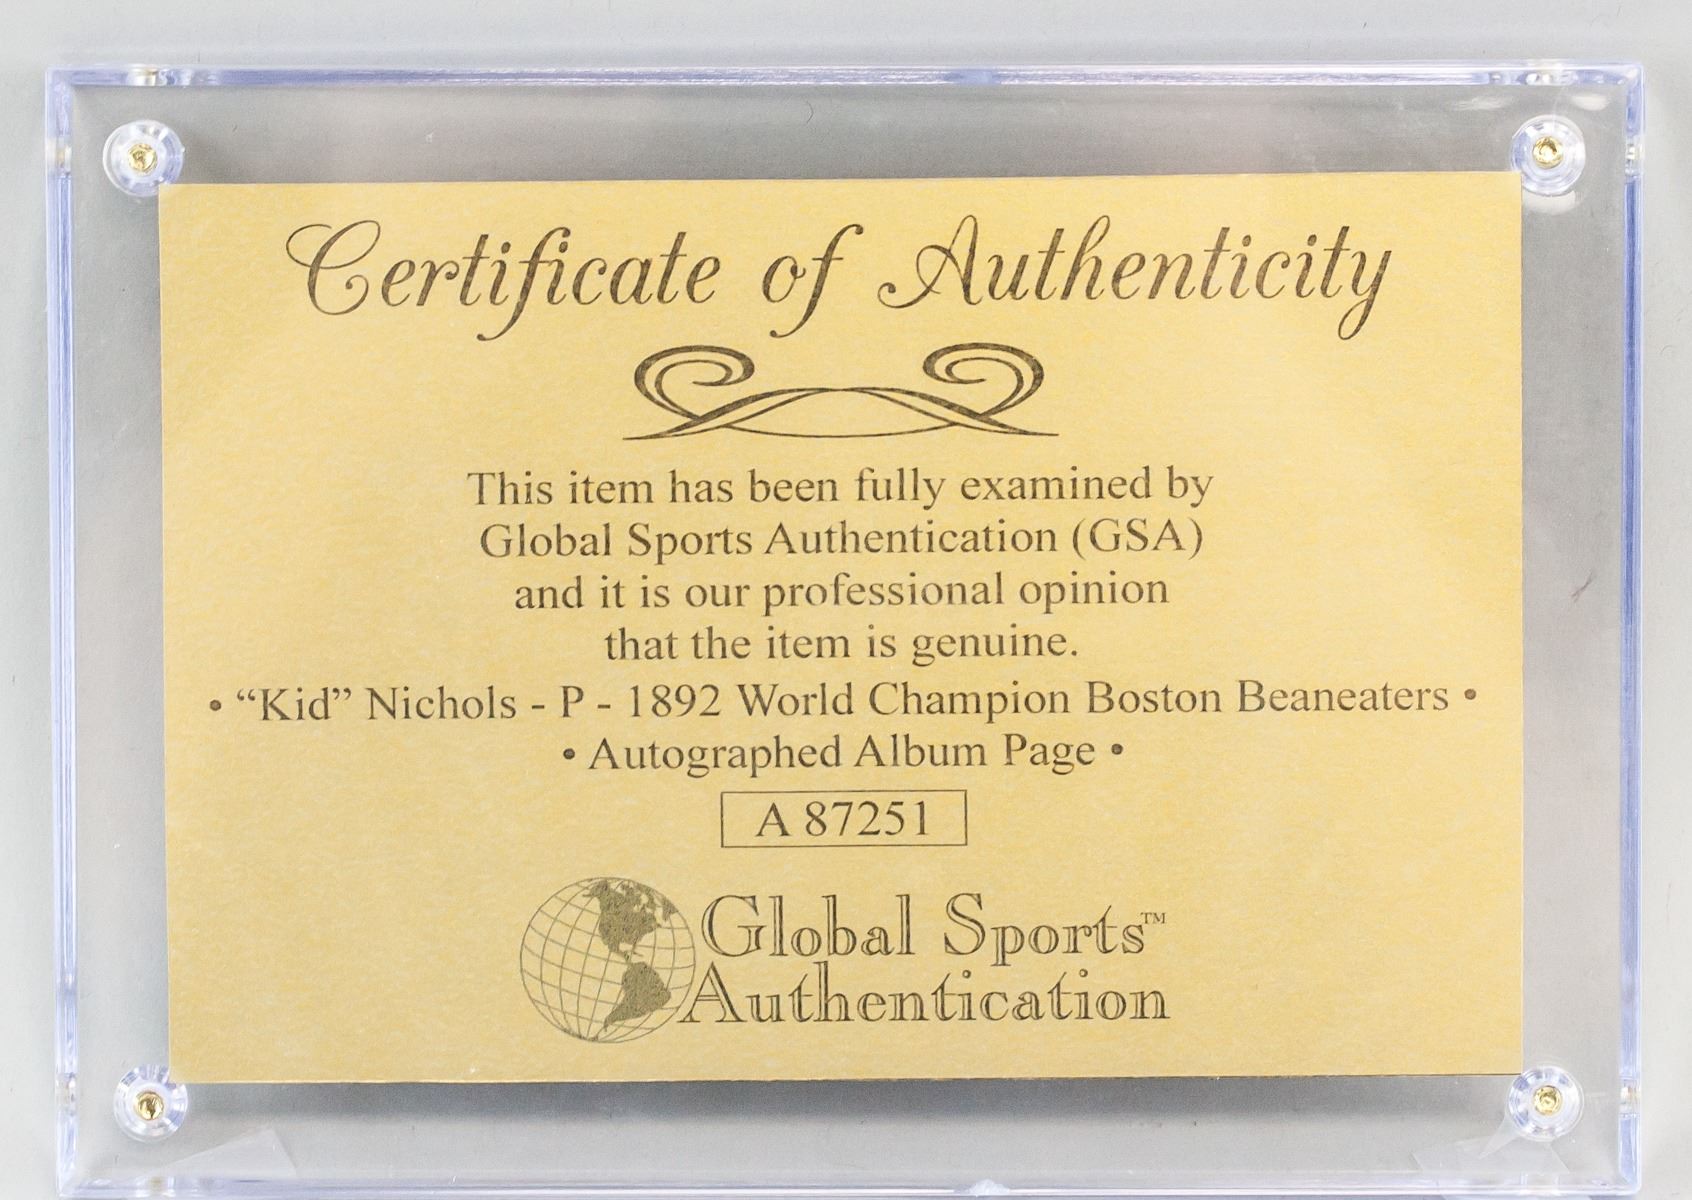 Certificate of Authenticity
This item has been fully examined by
Global Sports Authentication (GSA)
and it is our professional opinion
that the item is genuine.
• “Kid” Nichols - P - 1892 World Champion Boston Beaneaters •
• Autographed Album Page •
A 87251
Global Sports™
Authentication